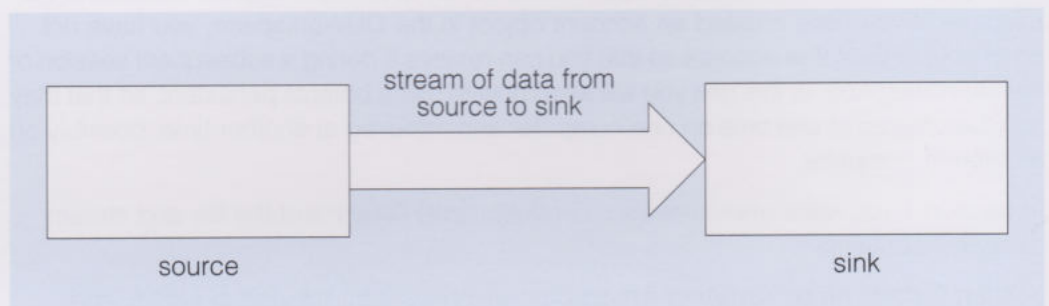 stream of data from
source to sink
source
sink